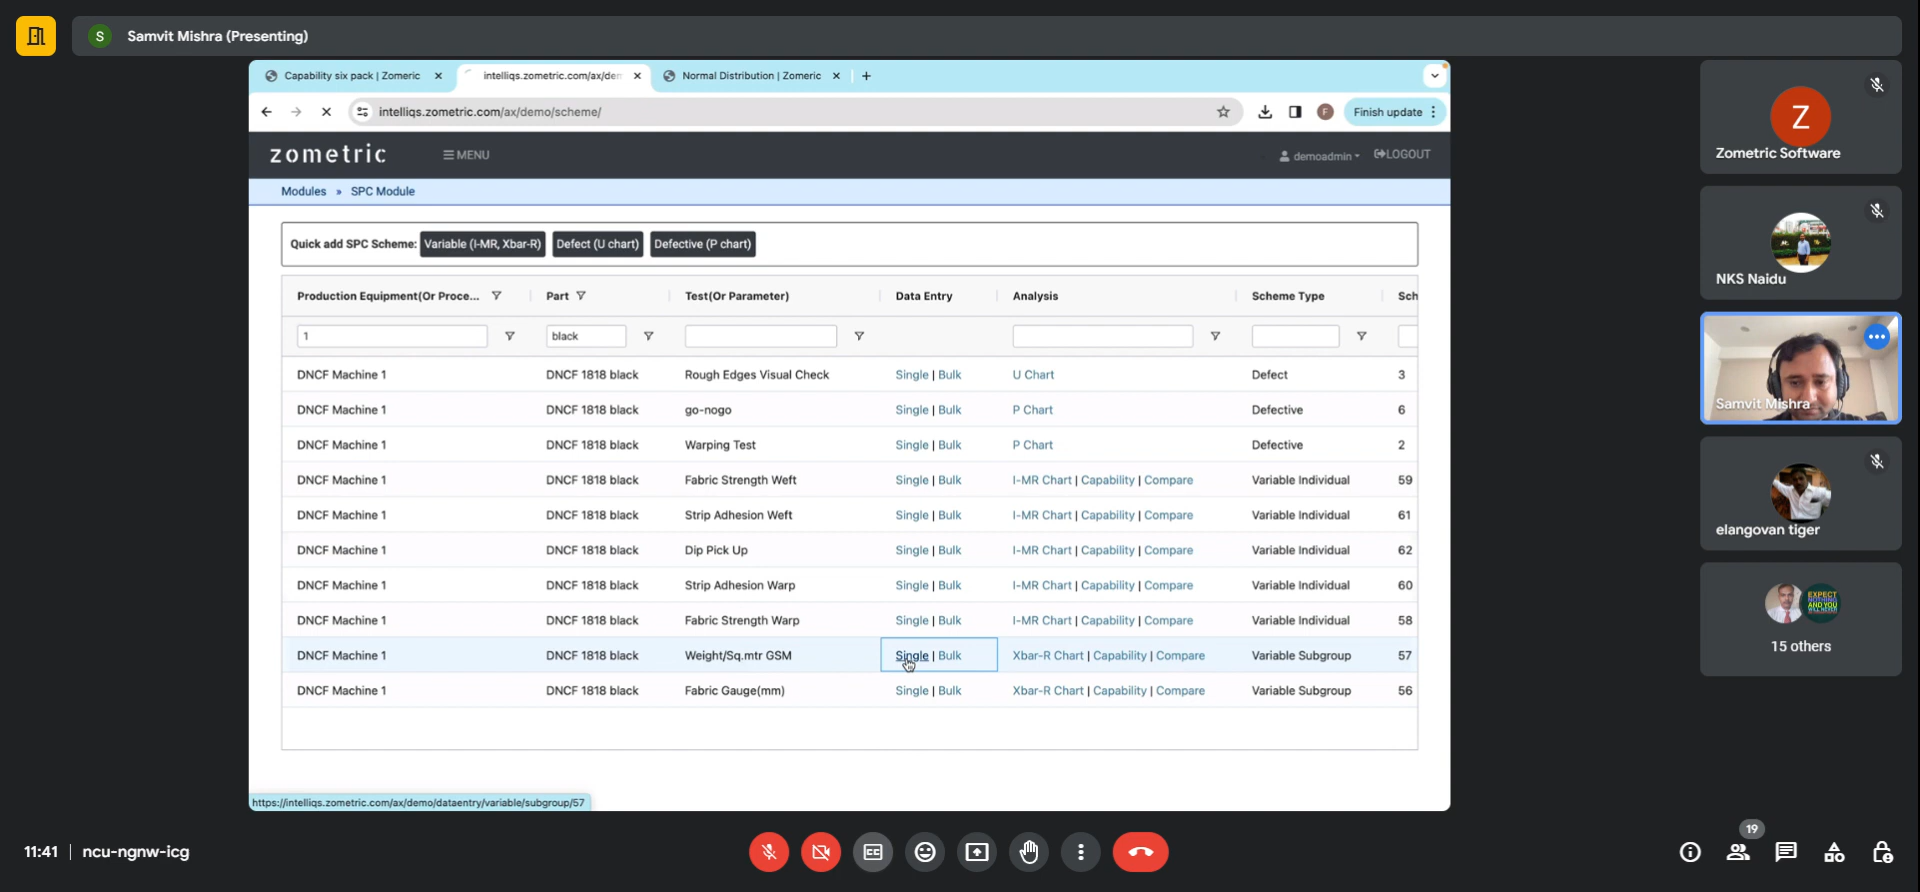 S Samvit Mishra (Presenting)
Capability six pack | Zomeric
intelliqs.zometric.com/ax/den
Normal Distribution | Zomeric
intelliqs.zometric.com/ax/demo/scheme/
F
Finish update
zometric
MENU
demoadmin
LOGOUT
Modules » SPC Module
Quick add SPC Scheme: Variable (I-MR, Xbar-R) Defect (U chart) Defective (P chart)
Production Equipment(Or Proce... Part Test(Or Parameter) Data Entry Analysis Scheme Type Sch
1 black
DNCF Machine 1 DNCF 1818 black Rough Edges Visual Check Single | Bulk U Chart Defect 3
DNCF Machine 1 DNCF 1818 black go-nogo Single | Bulk P Chart Defective 6
DNCF Machine 1 DNCF 1818 black Warping Test Single | Bulk P Chart Defective 2
DNCF Machine 1 DNCF 1818 black Fabric Strength Weft Single | Bulk I-MR Chart | Capability | Compare Variable Individual 59
DNCF Machine 1 DNCF 1818 black Strip Adhesion Weft Single | Bulk I-MR Chart | Capability | Compare Variable Individual 61
DNCF Machine 1 DNCF 1818 black Dip Pick Up Single | Bulk I-MR Chart | Capability | Compare Variable Individual 62
DNCF Machine 1 DNCF 1818 black Strip Adhesion Warp Single | Bulk I-MR Chart | Capability | Compare Variable Individual 60
DNCF Machine 1 DNCF 1818 black Fabric Strength Warp Single | Bulk I-MR Chart | Capability | Compare Variable Individual 58
DNCF Machine 1 DNCF 1818 black Weight/Sq.mtr GSM Single | Bulk Xbar-R Chart | Capability | Compare Variable Subgroup 57
DNCF Machine 1 DNCF 1818 black Fabric Gauge(mm) Single | Bulk Xbar-R Chart | Capability | Compare Variable Subgroup 56
https://intelliqs.zometric.com/ax/demo/dataentry/variable/subgroup/57
Z
Zometric Software
NKS Naidu
Samvit Mishra
elangovan tiger
EXPECT
NOTHING
AND YOU
15 others
11:41 | ncu-ngnw-icg
CC
19